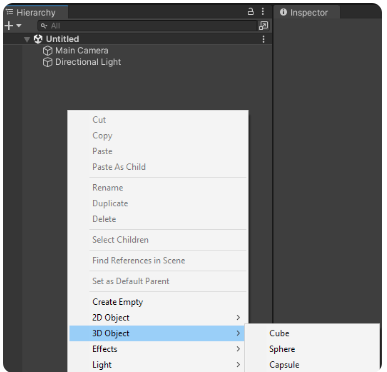 Hierarchy
All
Untitled
Main Camera
Directional Light
Cut
Copy
Paste
Paste As Child
Rename
Duplicate
Delete
Select Children
Find References in Scene
Set as Default Parent
Create Empty
2D Object
3D Object
Effects
Light
Inspector
Cube
Sphere
Capsule